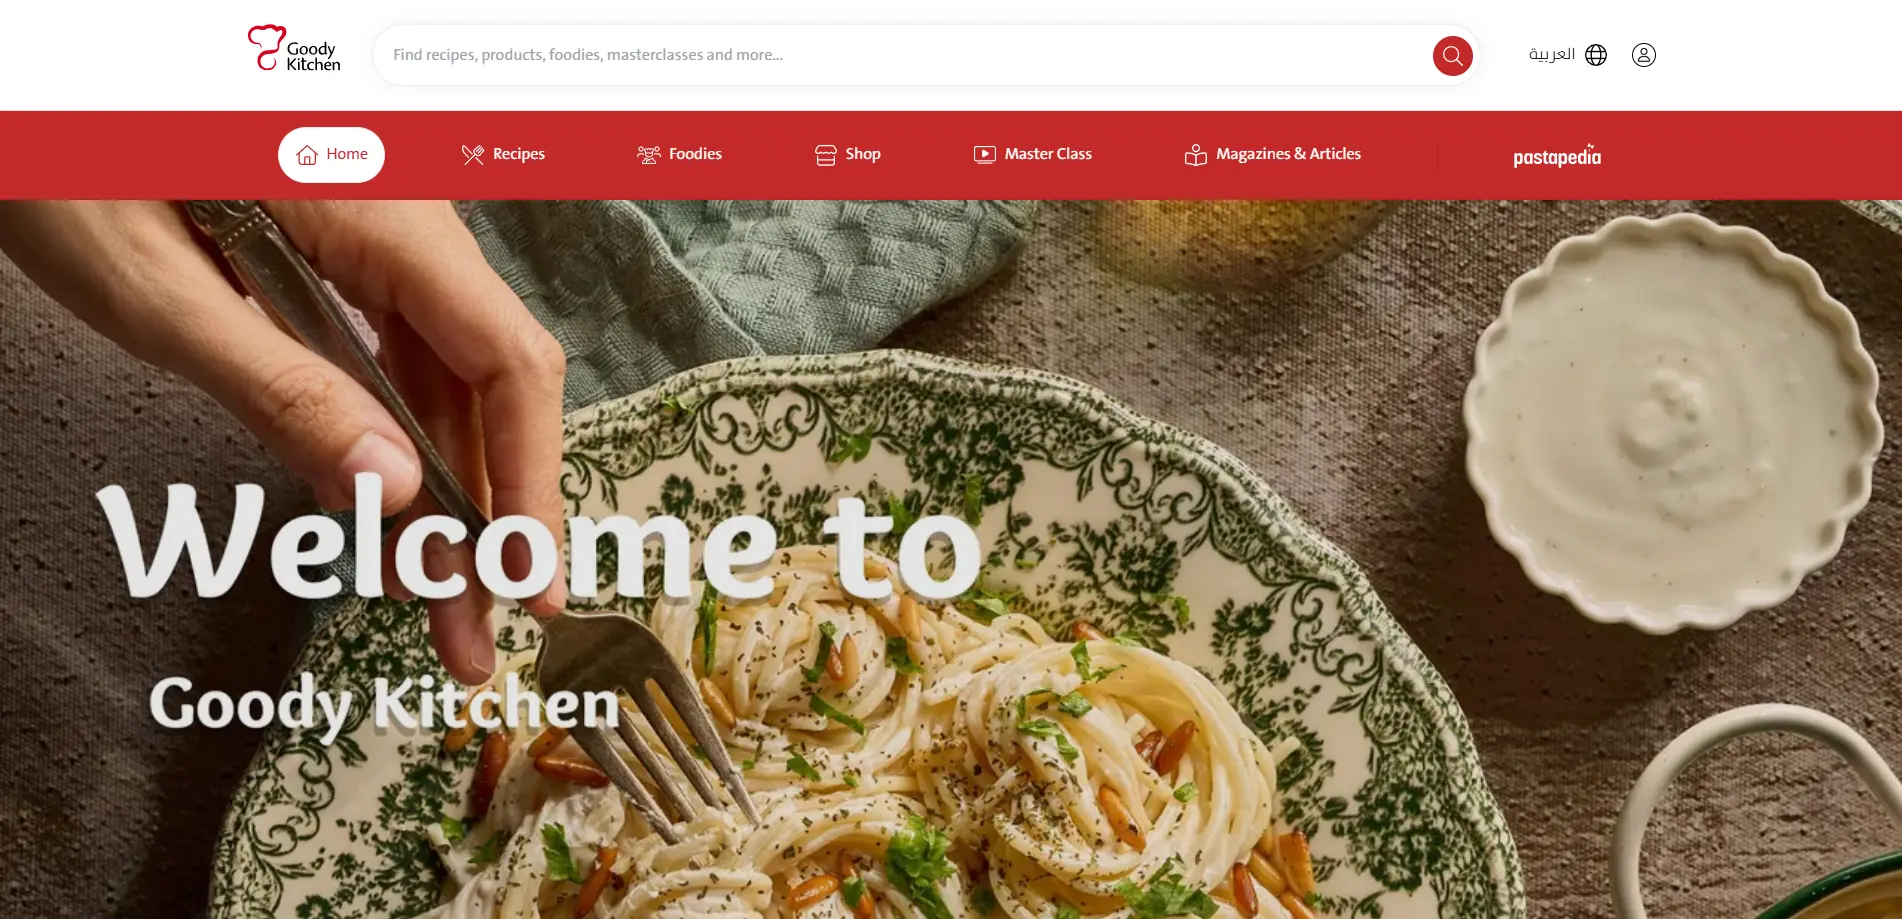 Goody
Kitchen
Find recipes, products, foodies, masterclasses and more...
العربية
Home
Recipes
Foodies
Shop
Master Class
Magazines & Articles
pastapedia
Welcome to
Goody Kitchen